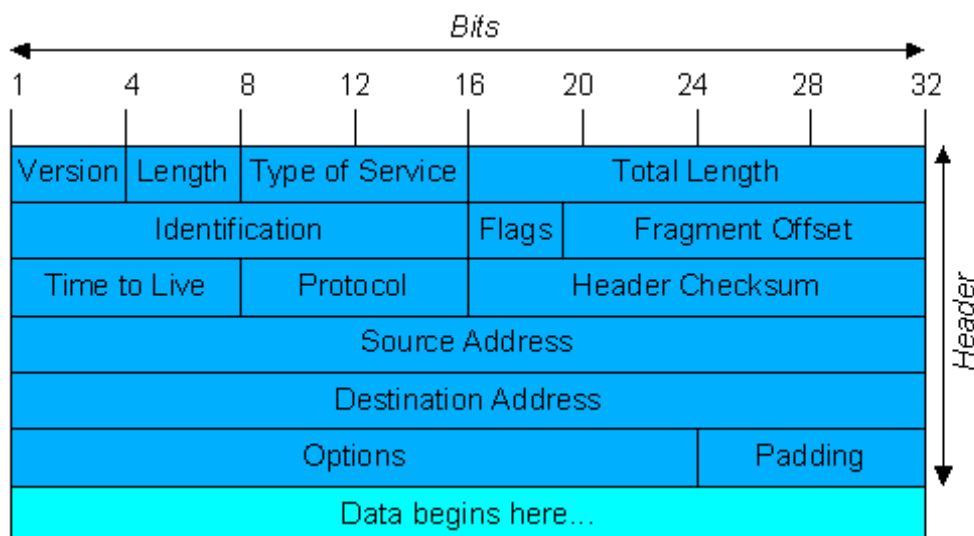 Bits
1 4 8 12 16 20 24 28 32
Version Length Type of Service Total Length
Identification Flags Fragment Offset
Time to Live Protocol Header Checksum
Source Address
Destination Address
Options Padding
Data begins here...
Header